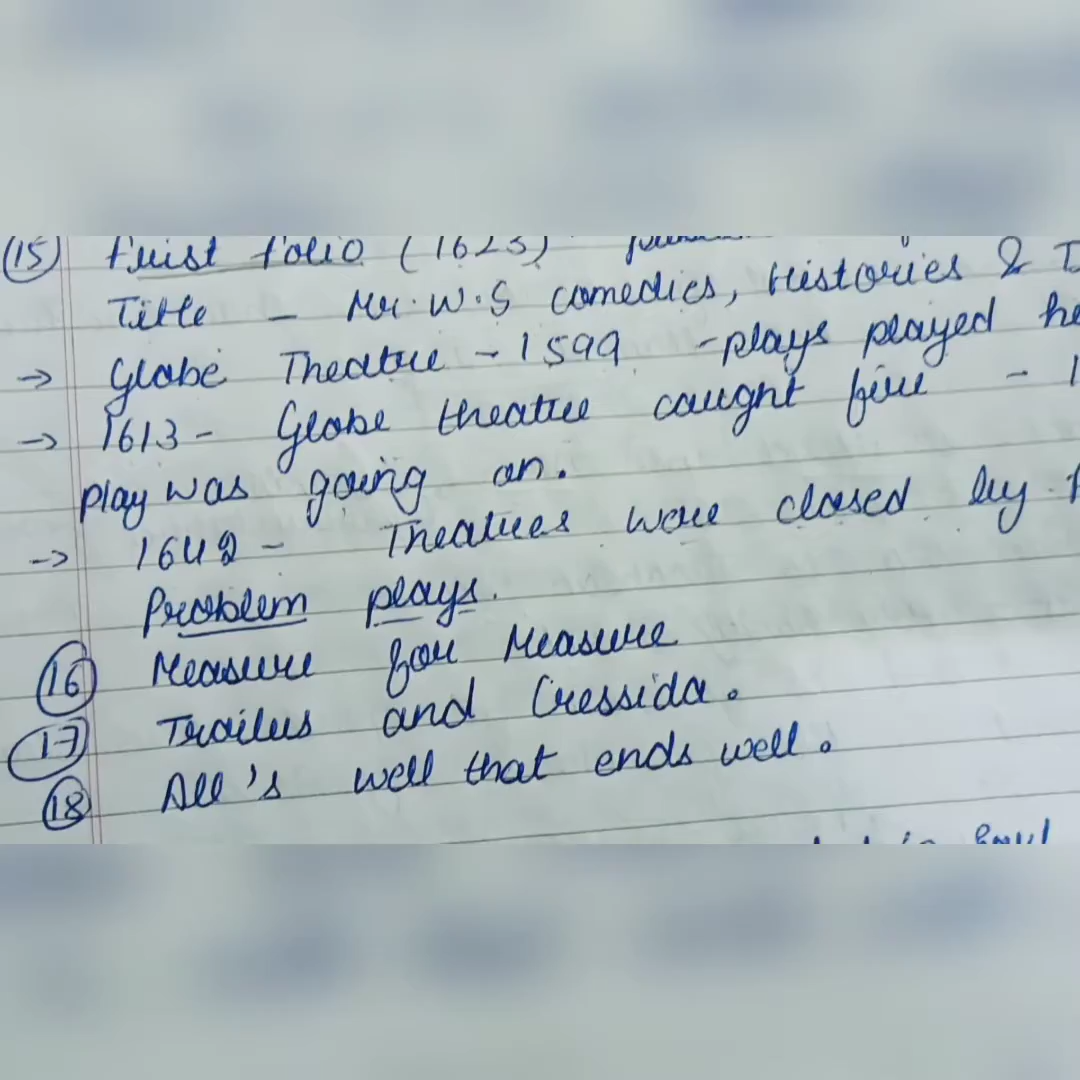 (15) First folio (1623)
Title - Mr. W.S comedies, Histories &
→ Globe Theatre - 1599 - plays played
→ 1613 - Globe theatre caught fire -
play was going on.
→ 1642 - Theatres were closed by
Problem plays.
(16) Measure for Measure
(17) Troilus and Cressida.
(18) All's well that ends well.